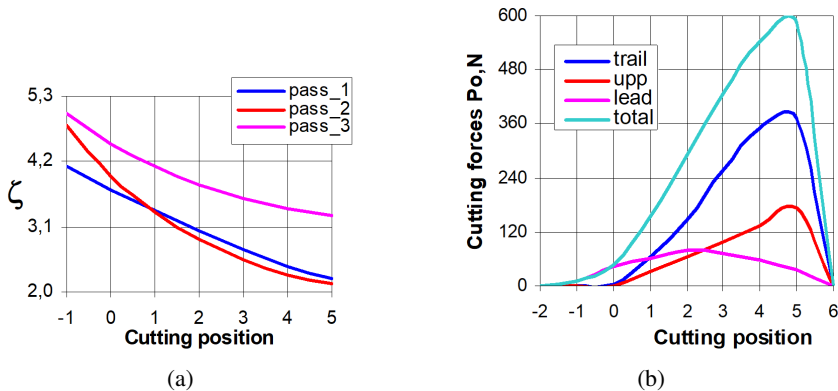 pass_1
pass_2
pass_3
5,3
4,2
3,1
2,0
ζ
-1 0 1 2 3 4 5
Cutting position
(a)
trail
upp
lead
total
600
480
360
240
120
0
Cutting forces Po,N
-2 -1 0 1 2 3 4 5 6
Cutting position
(b)